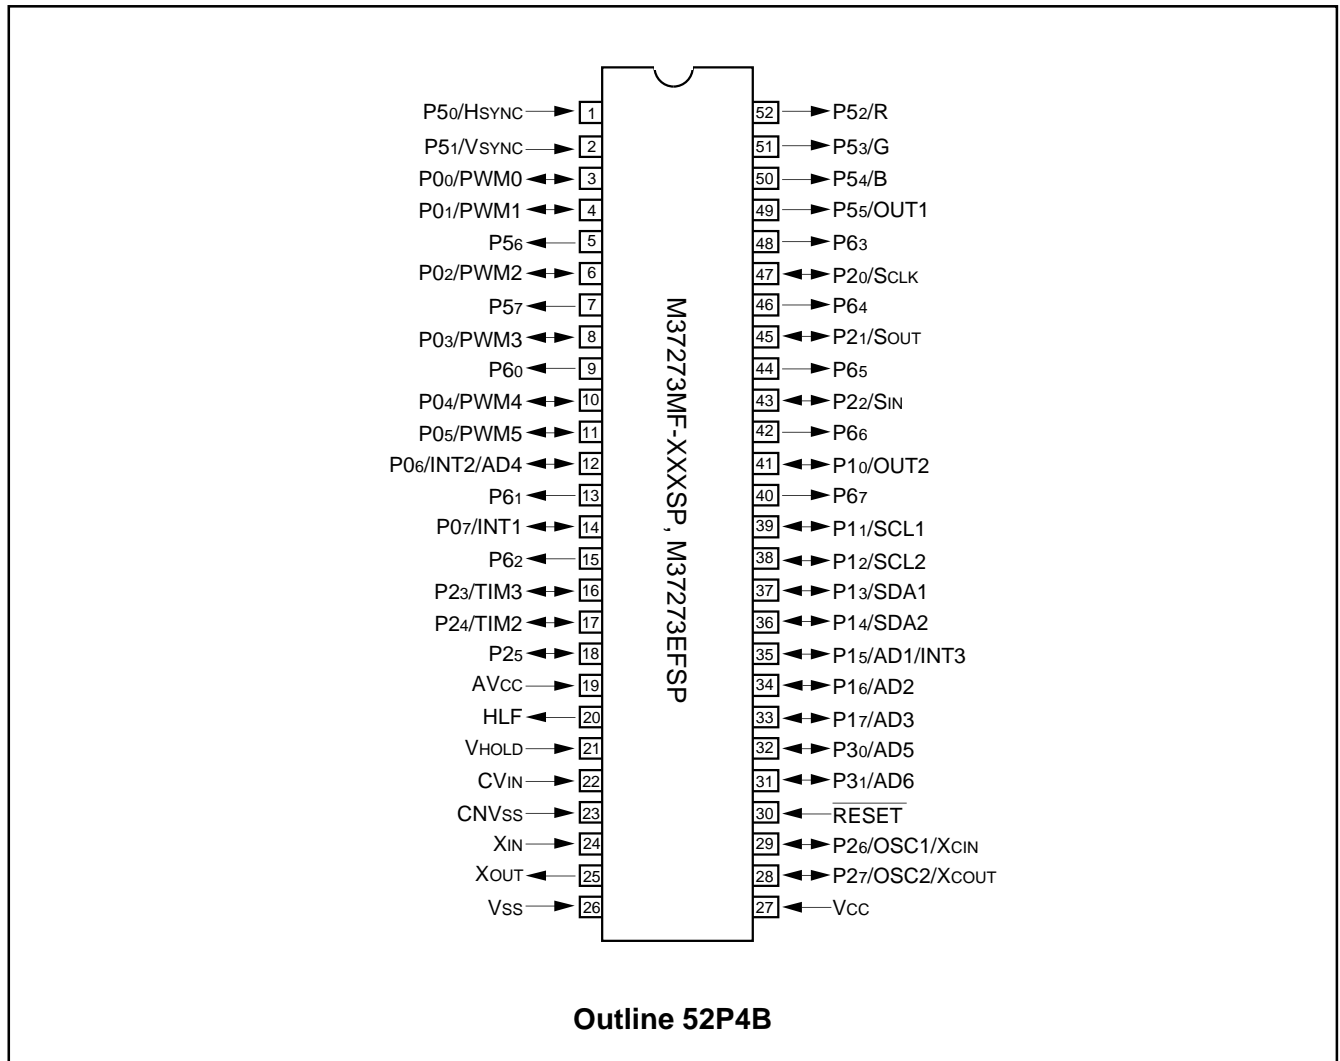 P50/HSYNC 1 52 P52/R
P51/VSYNC 2 51 P53/G
P00/PWM0 3 50 P54/B
P01/PWM1 4 49 P55/OUT1
P56 5 48 P63
P02/PWM2 6 47 P20/SCLK
P57 7 46 P64
P03/PWM3 8 45 P21/SOUT
P60 9 44 P65
P04/PWM4 10 43 P22/SIN
P05/PWM5 11 42 P66
P06/INT2/AD4 12 41 P10/OUT2
P61 13 40 P67
P07/INT1 14 39 P11/SCL1
P62 15 38 P12/SCL2
P23/TIM3 16 37 P13/SDA1
P24/TIM2 17 36 P14/SDA2
P25 18 35 P15/AD1/INT3
AVCC 19 34 P16/AD2
HLF 20 33 P17/AD3
VHOLD 21 32 P30/AD5
CVIN 22 31 P31/AD6
CNVSS 23 30 RESET
XIN 24 29 P26/OSC1/XCIN
XOUT 25 28 P27/OSC2/XCOUT
VSS 26 27 VCC
M37273MF-XXXSP, M37273EFSP
Outline 52P4B